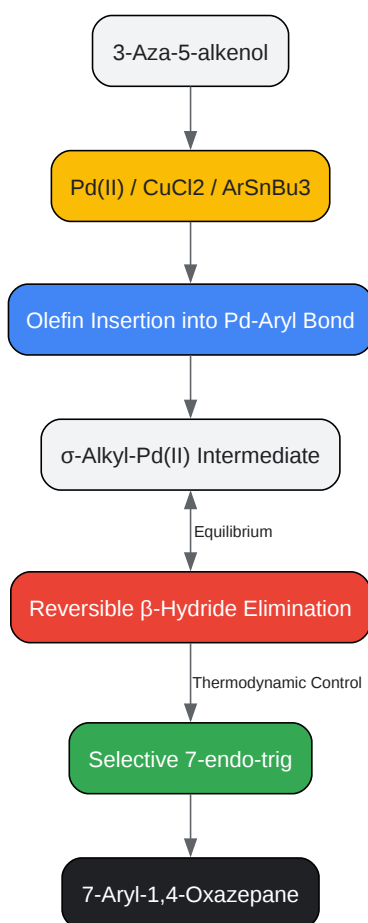 3-Aza-5-alkenol
Pd(II) / CuCl2 / ArSnBu3
Olefin Insertion into Pd-Aryl Bond
σ-Alkyl-Pd(II) Intermediate
Equilibrium
Reversible β-Hydride Elimination
Thermodynamic Control
Selective 7-endo-trig
7-Aryl-1,4-Oxazepane